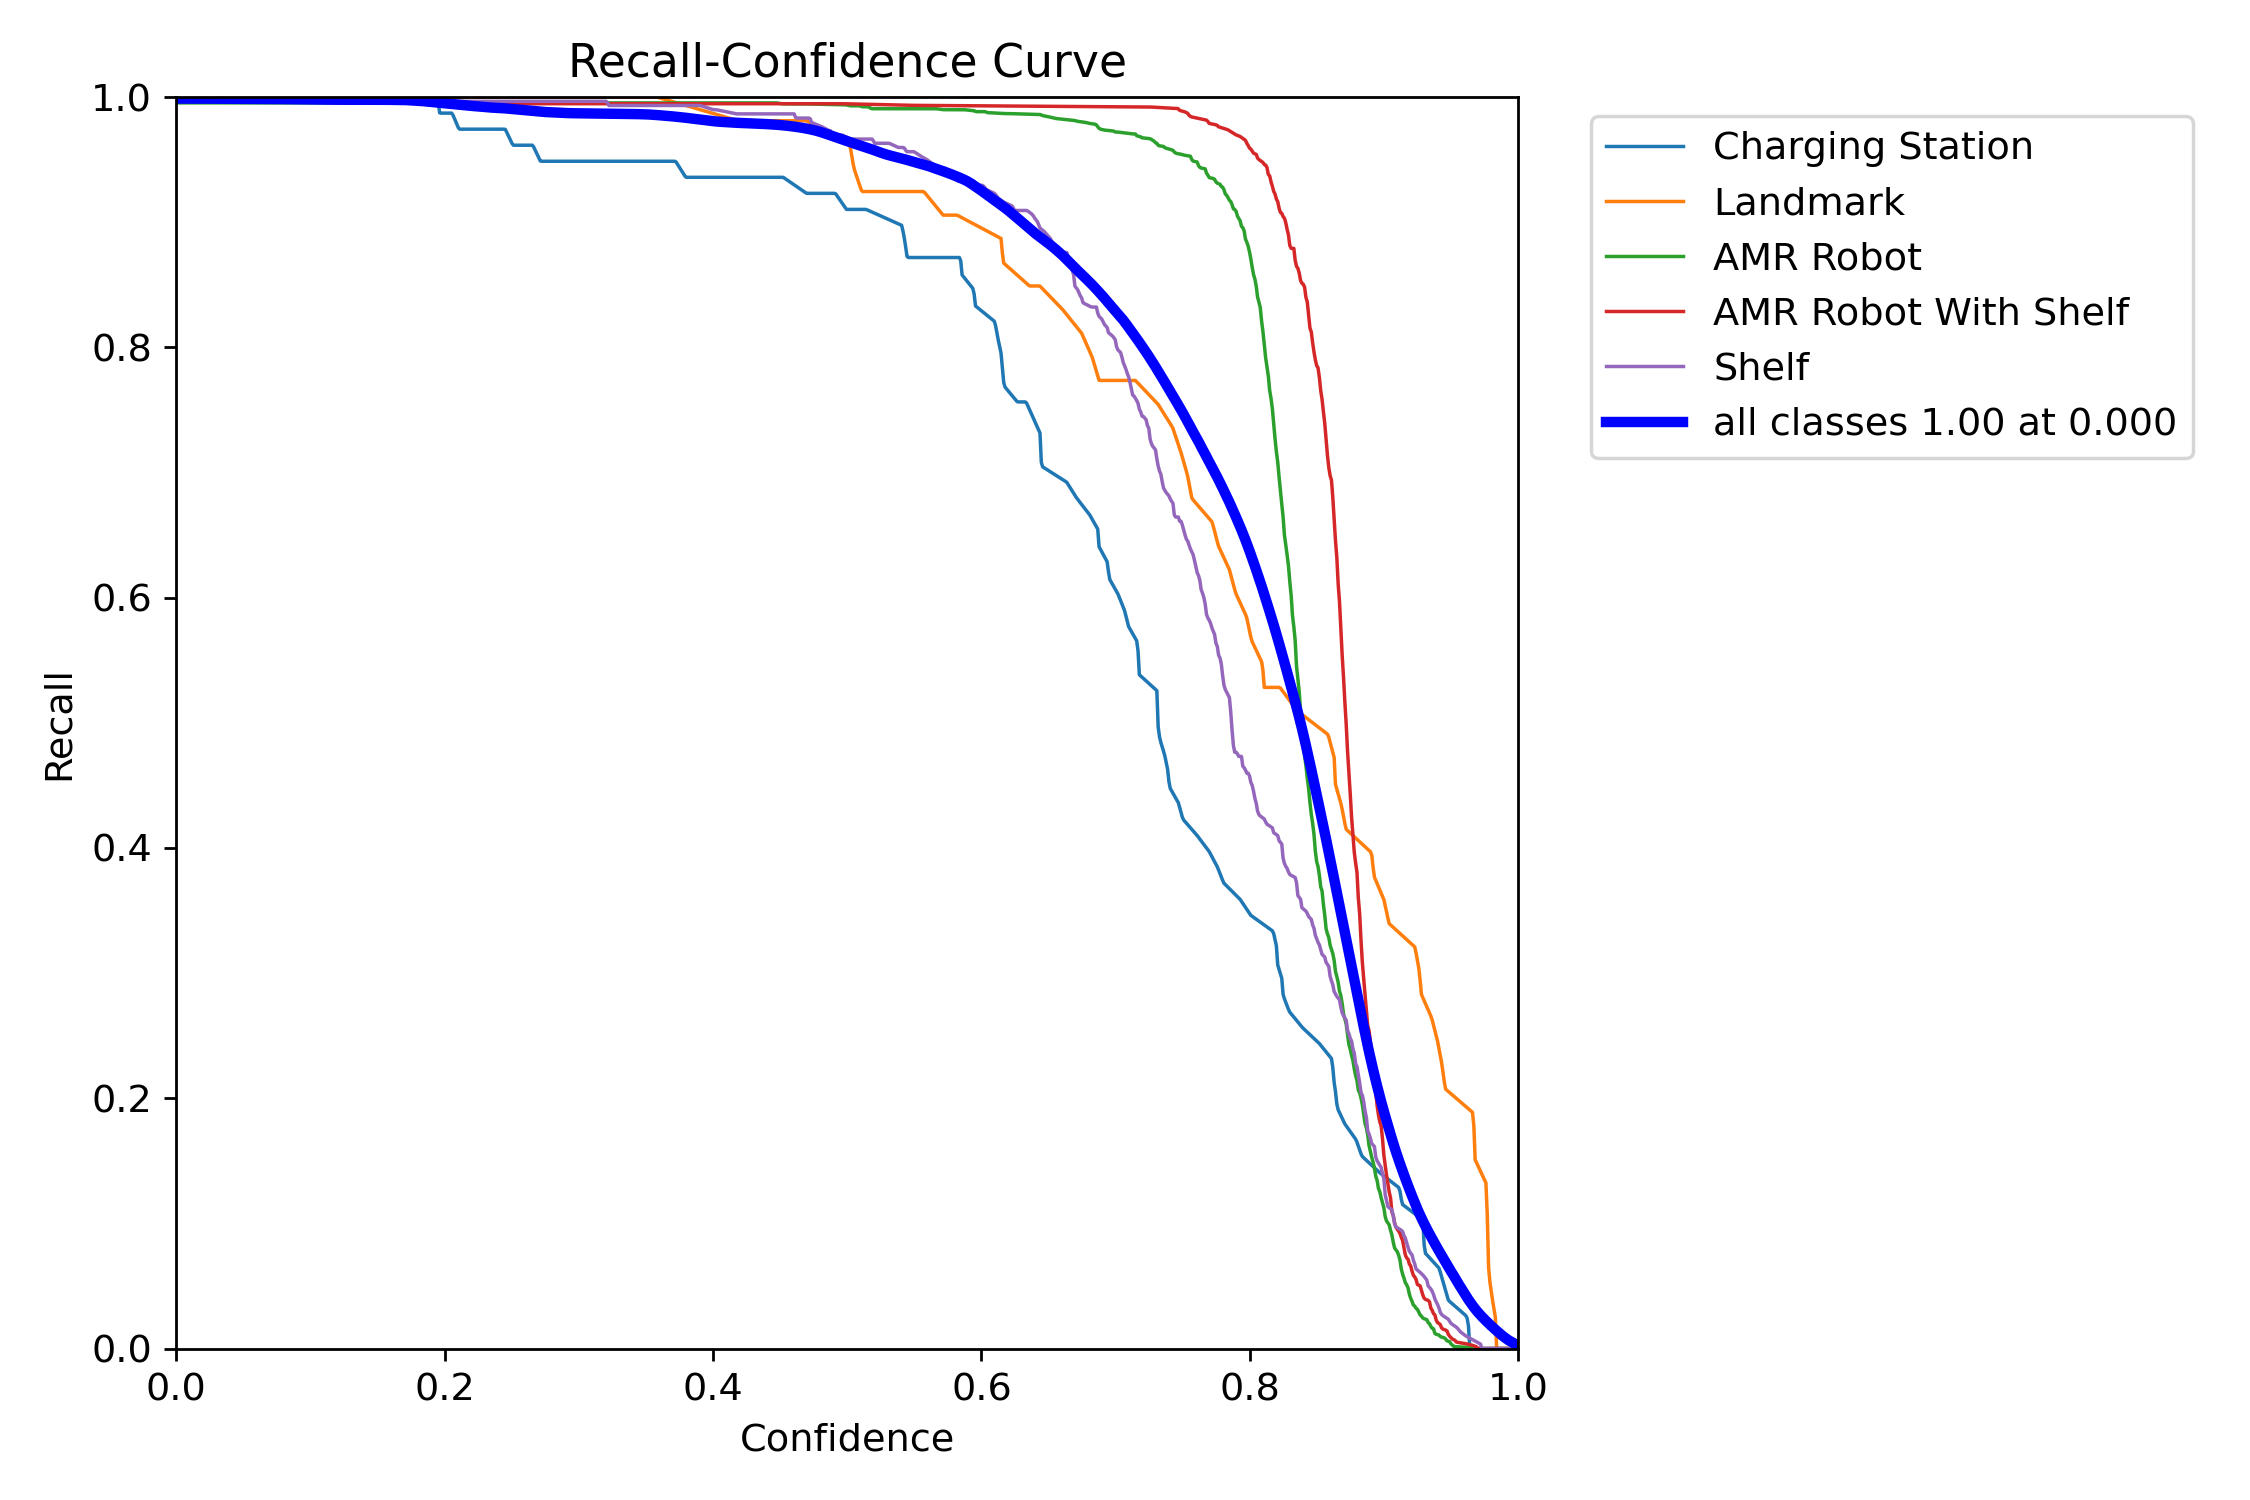 Recall-Confidence Curve
1.0
0.8
0.6
0.4
0.2
0.0
Recall
0.0 0.2 0.4 0.6 0.8 1.0
Confidence
Charging Station
Landmark
AMR Robot
AMR Robot With Shelf
Shelf
all classes 1.00 at 0.000